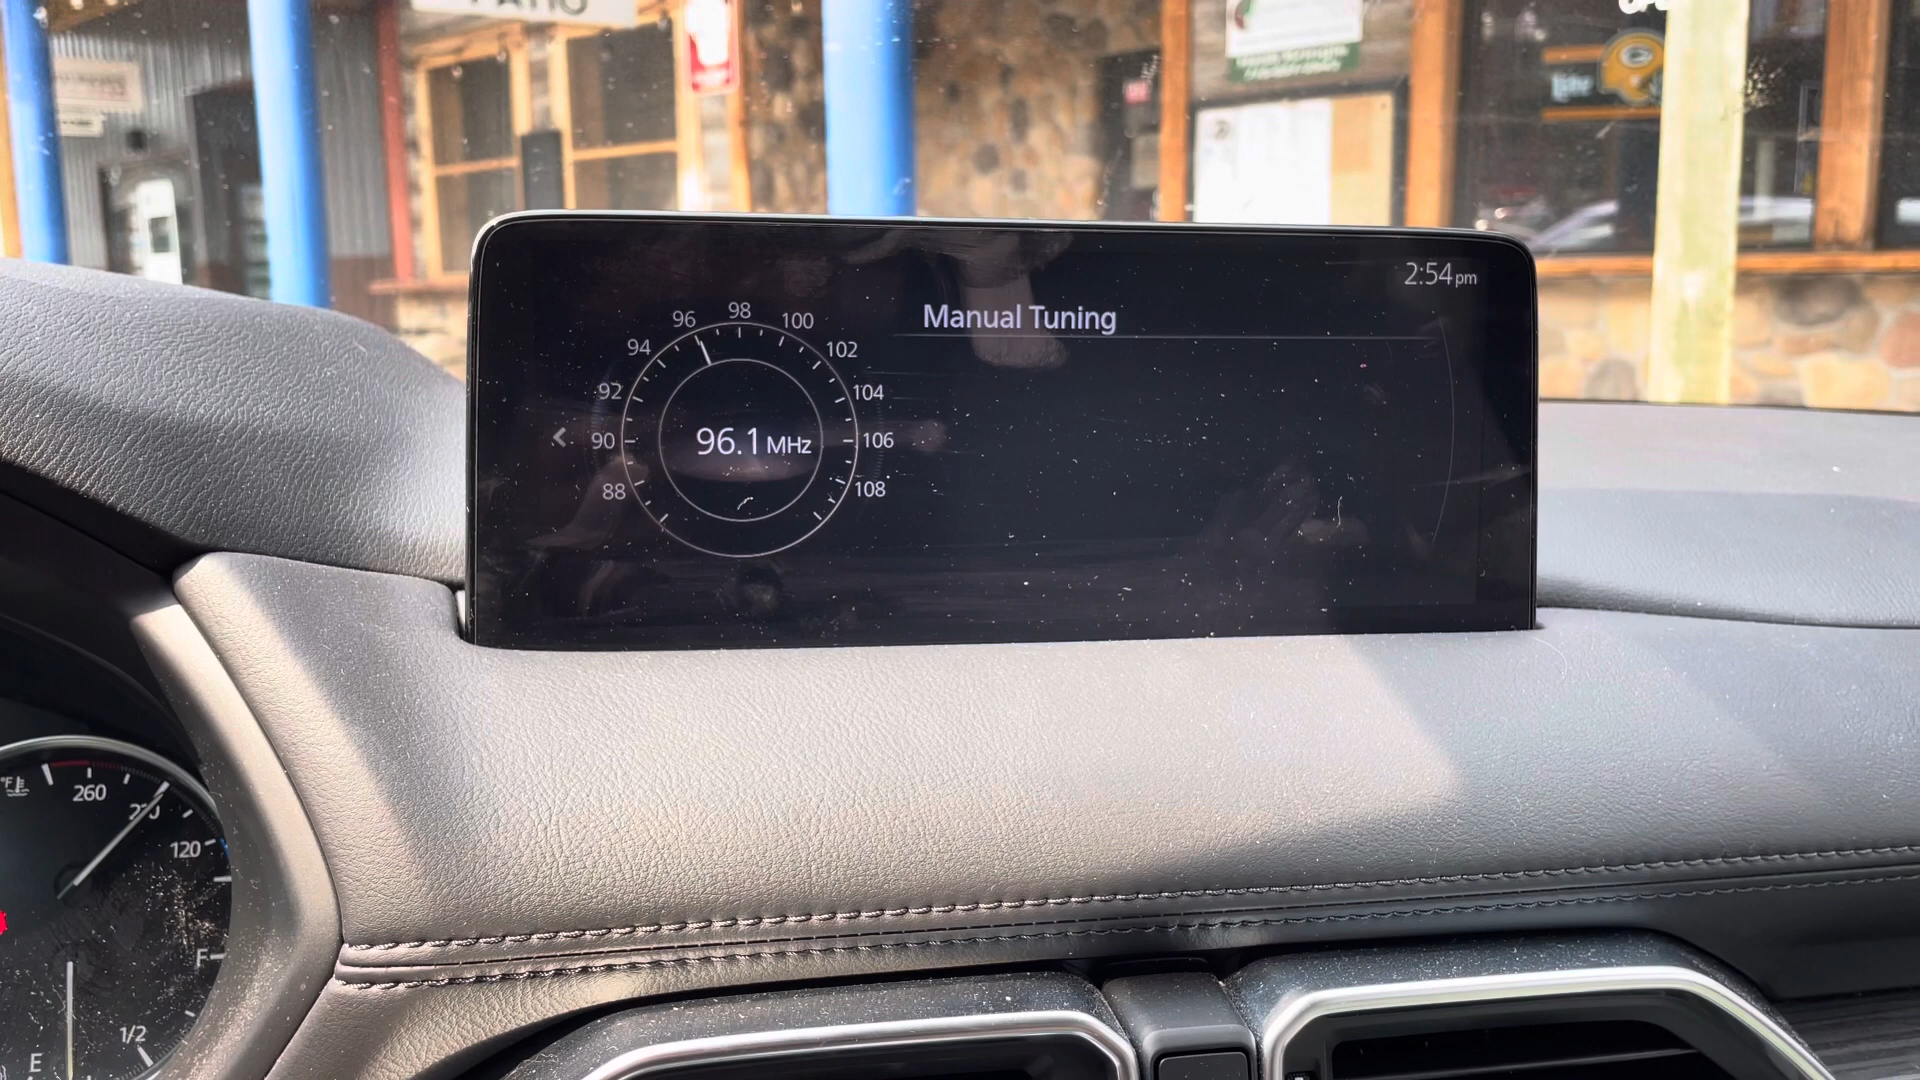 PATIO
2:54 pm
Manual Tuning
96 98 100
94 102
92 104
90 106
88 108
96.1 MHz
°F
260
120
F
1/2
E